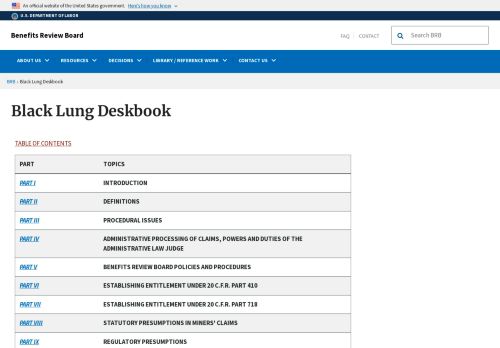 An official website of the United States government. Here's how you know
U.S. DEPARTMENT OF LABOR
Benefits Review Board
FAQ CONTACT
Search BRB
ABOUT US RESOURCES DECISIONS LIBRARY / REFERENCE WORK CONTACT US
BRB › Black Lung Deskbook
Black Lung Deskbook
TABLE OF CONTENTS
PART TOPICS
PART I INTRODUCTION
PART II DEFINITIONS
PART III PROCEDURAL ISSUES
PART IV ADMINISTRATIVE PROCESSING OF CLAIMS, POWERS AND DUTIES OF THE
ADMINISTRATIVE LAW JUDGE
PART V BENEFITS REVIEW BOARD POLICIES AND PROCEDURES
PART VI ESTABLISHING ENTITLEMENT UNDER 20 C.F.R. PART 410
PART VII ESTABLISHING ENTITLEMENT UNDER 20 C.F.R. PART 718
PART VIII STATUTORY PRESUMPTIONS IN MINERS' CLAIMS
PART IX REGULATORY PRESUMPTIONS